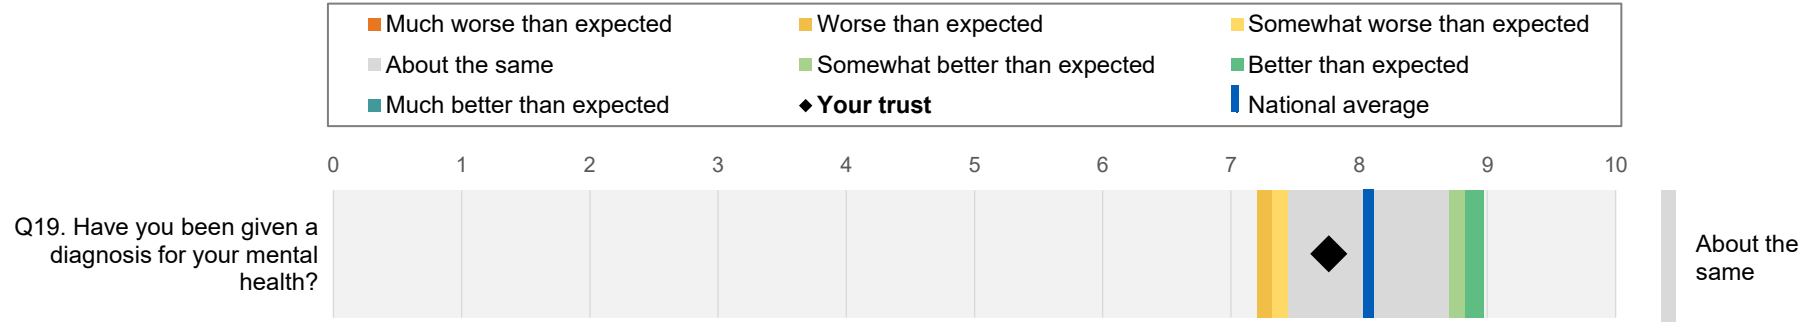 Much worse than expected
Worse than expected
Somewhat worse than expected
About the same
Somewhat better than expected
Better than expected
Much better than expected
Your trust
National average
0 1 2 3 4 5 6 7 8 9 10
Q19. Have you been given a
diagnosis for your mental
health?
About the
same